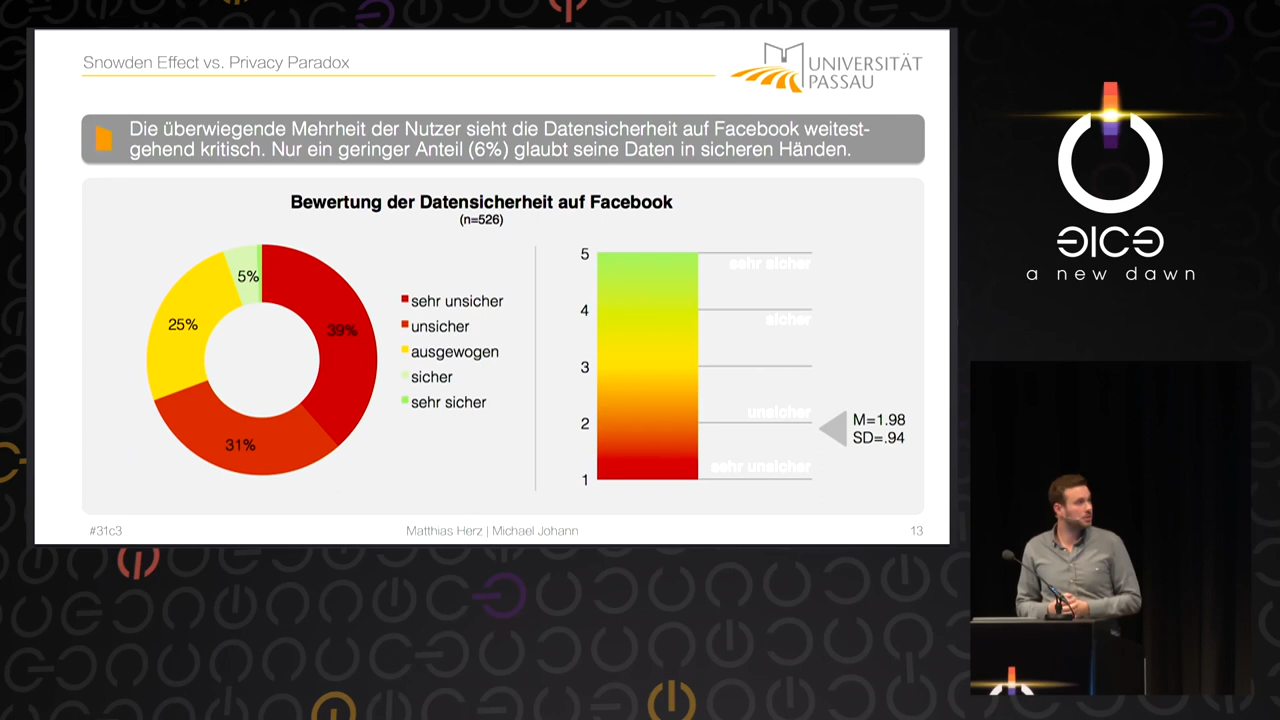 Snowden Effect vs. Privacy Paradox
UNIVERSITÄT
PASSAU
Die überwiegende Mehrheit der Nutzer sieht die Datensicherheit auf Facebook weitest-
gehend kritisch. Nur ein geringer Anteil (6%) glaubt seine Daten in sicheren Händen.
Bewertung der Datensicherheit auf Facebook
(n=526)
5%
25%
39%
31%
sehr unsicher
unsicher
ausgewogen
sicher
sehr sicher
5
sehr sicher
4
sicher
3
unsicher
2
sehr unsicher
1
M=1.98
SD=.94
#31c3
Matthias Herz | Michael Johann
13
a new dawn